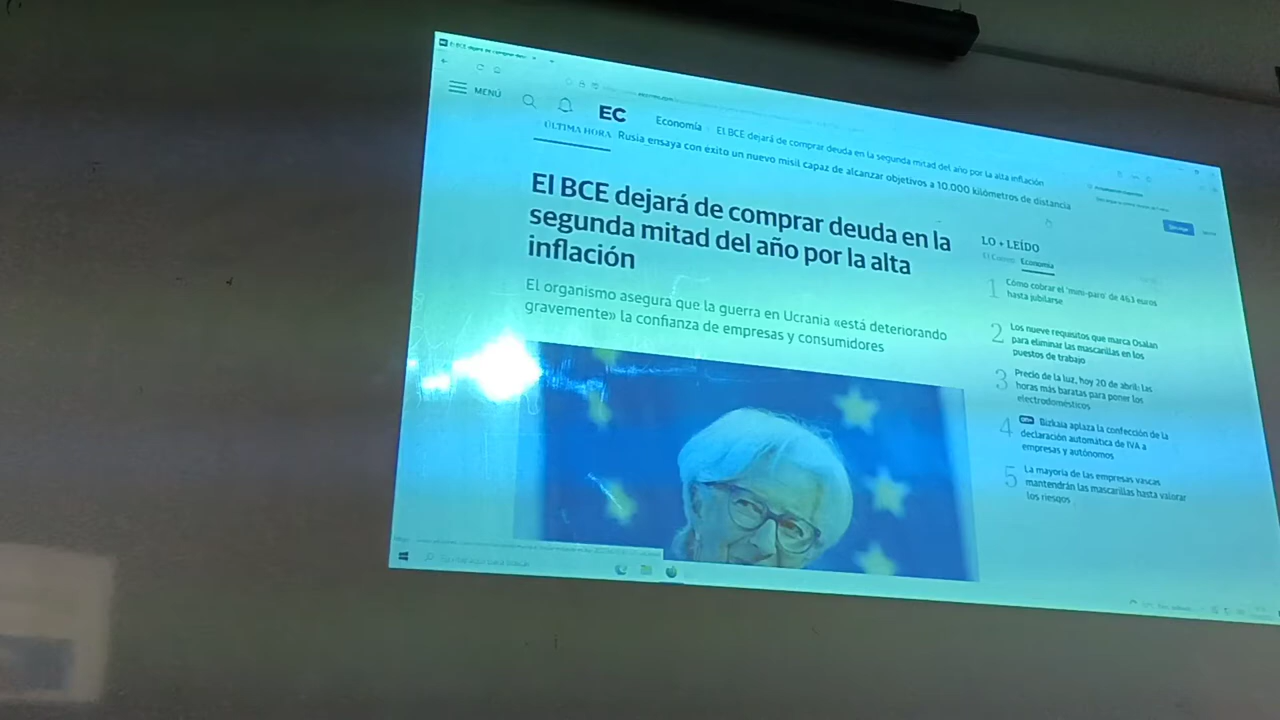 MENÚ
EC
Economía
El BCE dejará de comprar deuda en la segunda mitad del año por la alta inflación
ÚLTIMA HORA
Rusia ensaya con éxito un nuevo misil capaz de alcanzar objetivos a 10.000 kilómetros de distancia
El BCE dejará de comprar deuda en la
segunda mitad del año por la alta
inflación
El organismo asegura que la guerra en Ucrania «está deteriorando
gravemente» la confianza de empresas y consumidores
LO + LEÍDO
El Correo
Economía
1
Cómo cobrar el 'mini-paro' de 463 euros
hasta jubilarse
2
Los nueve requisitos que marca Osalan
para eliminar las mascarillas en los
puestos de trabajo
3
Precio de la luz, hoy 20 de abril: las
horas más baratas para poner los
electrodomésticos
4
Bizkaia aplaza la confección de la
declaración automática de IVA a
empresas y autónomos
5
La mayoría de las empresas vascas
mantendrán las mascarillas hasta valorar
los riesgos